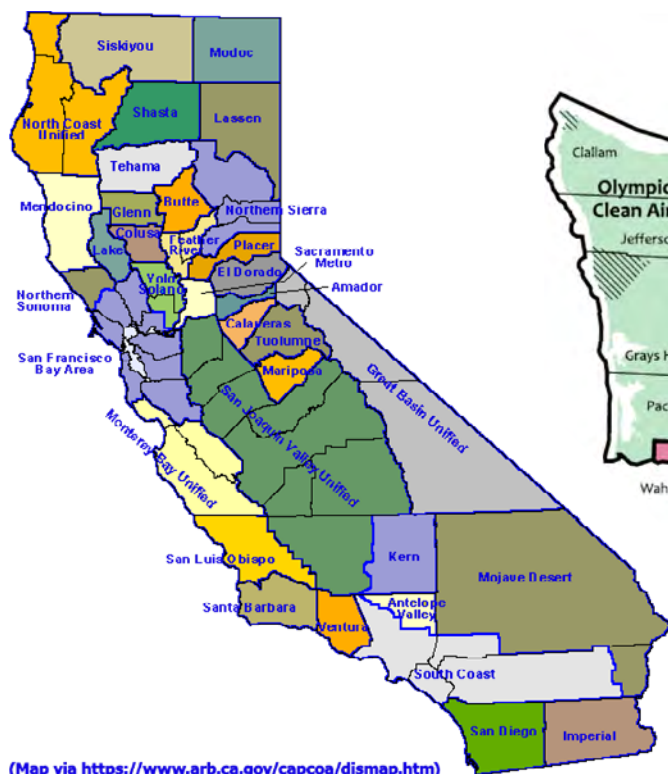 Siskiyou
Modoc
North Coast
Unified
Shasta
Lassen
Tehama
Mendocino
Glenn
Butte
Northern Sierra
Colusa
Feather
River
Placer
Lake
Sacramento
Metro
El Dorado
Yolo
Solano
Amador
Northern
Sonoma
Calaveras
Tuolumne
San Francisco
Bay Area
Mariposa
Great Basin Unified
San Joaquin Valley Unified
Monterey Bay Unified
San Luis Obispo
Kern
Mojave Desert
Santa Barbara
Antelope
Valley
Ventura
South Coast
San Diego
Imperial
(Map via https://www.arb.ca.gov/capcoa/dismap.htm)
Clallam
Olympic
Clean Air
Jefferso
Grays H
Pac
Wah